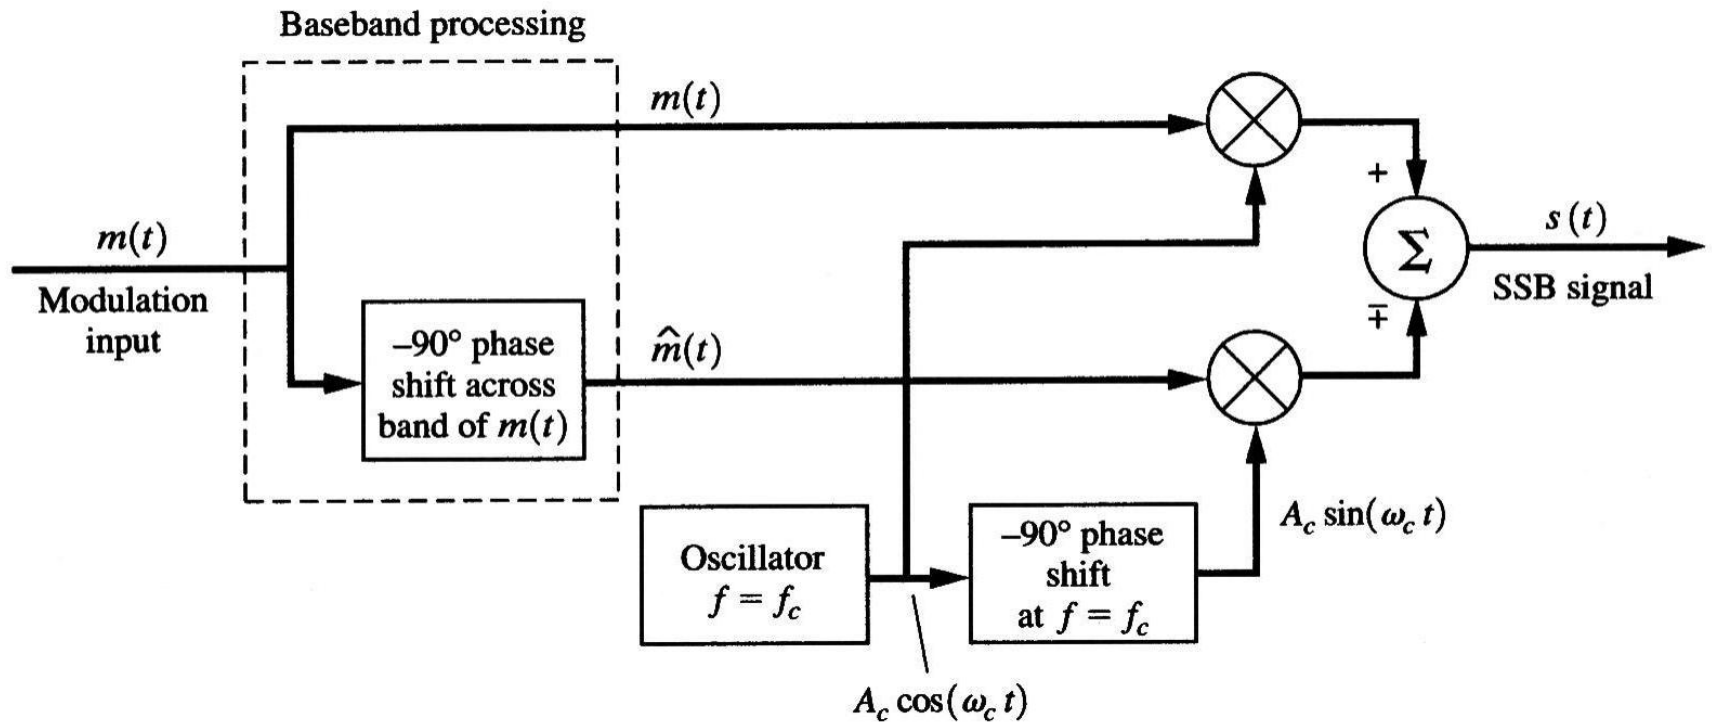 Baseband processing
m(t)
m(t)
Modulation
input
–90° phase
shift across
band of m(t)
m̂(t)
+
∓
Σ
s(t)
SSB signal
Oscillator
f = f_c
–90° phase
shift
at f = f_c
A_c sin(ω_c t)
A_c cos(ω_c t)